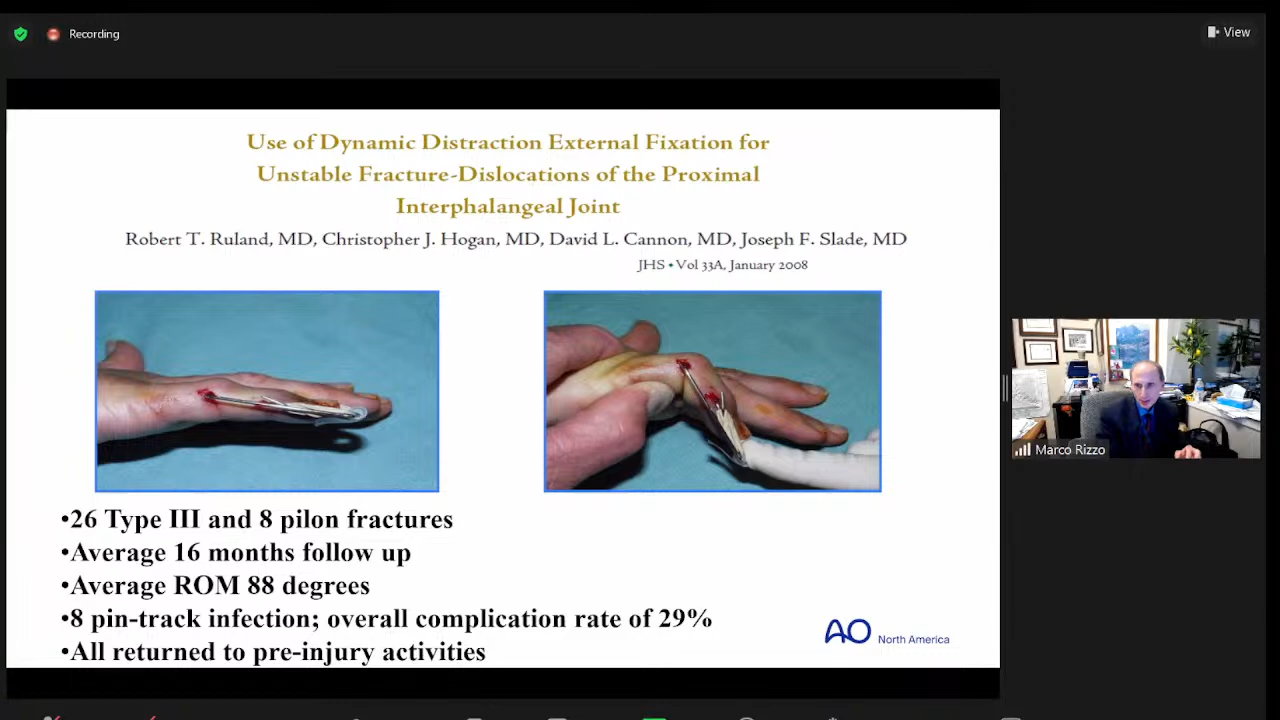 Recording
View
Use of Dynamic Distraction External Fixation for
Unstable Fracture-Dislocations of the Proximal
Interphalangeal Joint
Robert T. Ruland, MD, Christopher J. Hogan, MD, David L. Cannon, MD, Joseph F. Slade, MD
JHS • Vol 33A, January 2008
•26 Type III and 8 pilon fractures
•Average 16 months follow up
•Average ROM 88 degrees
•8 pin-track infection; overall complication rate of 29%
•All returned to pre-injury activities
AO North America
Marco Rizzo